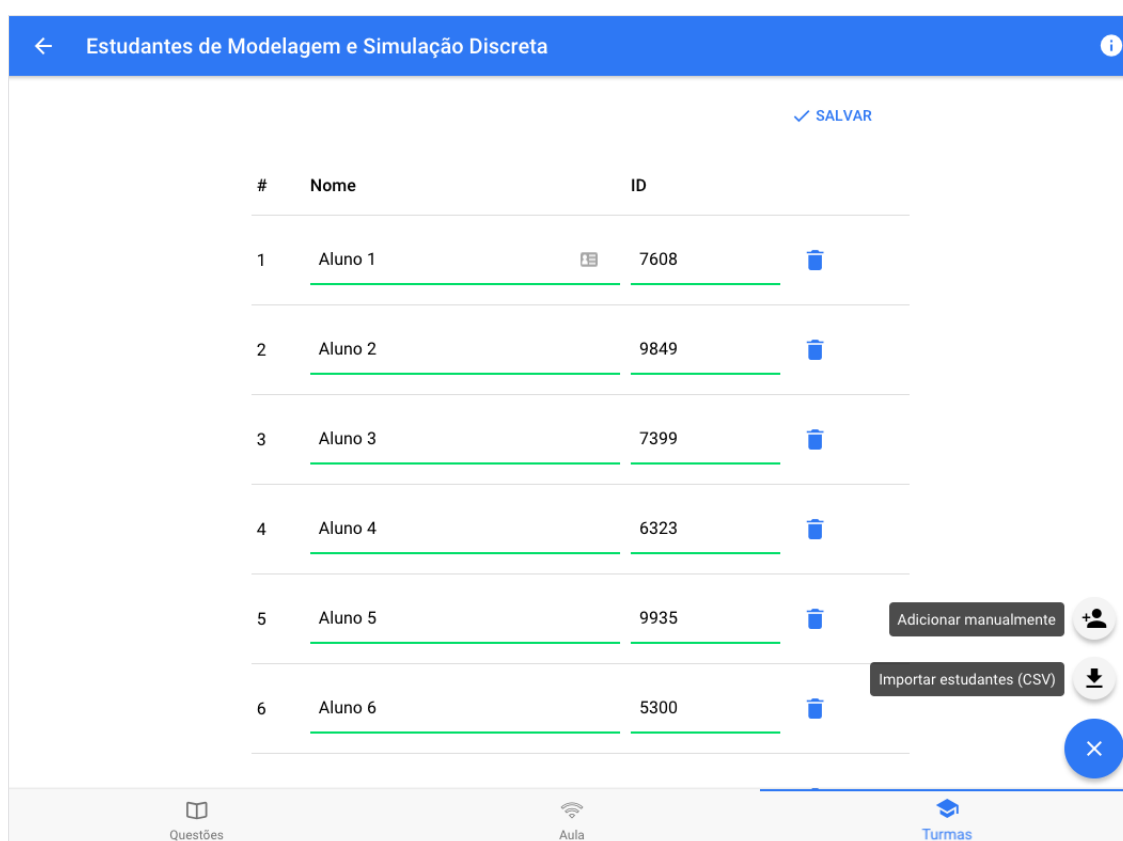 Estudantes de Modelagem e Simulação Discreta
SALVAR
# Nome ID
1 Aluno 1 7608
2 Aluno 2 9849
3 Aluno 3 7399
4 Aluno 4 6323
5 Aluno 5 9935
Adicionar manualmente
Importar estudantes (CSV)
6 Aluno 6 5300
Questões Aula Turmas